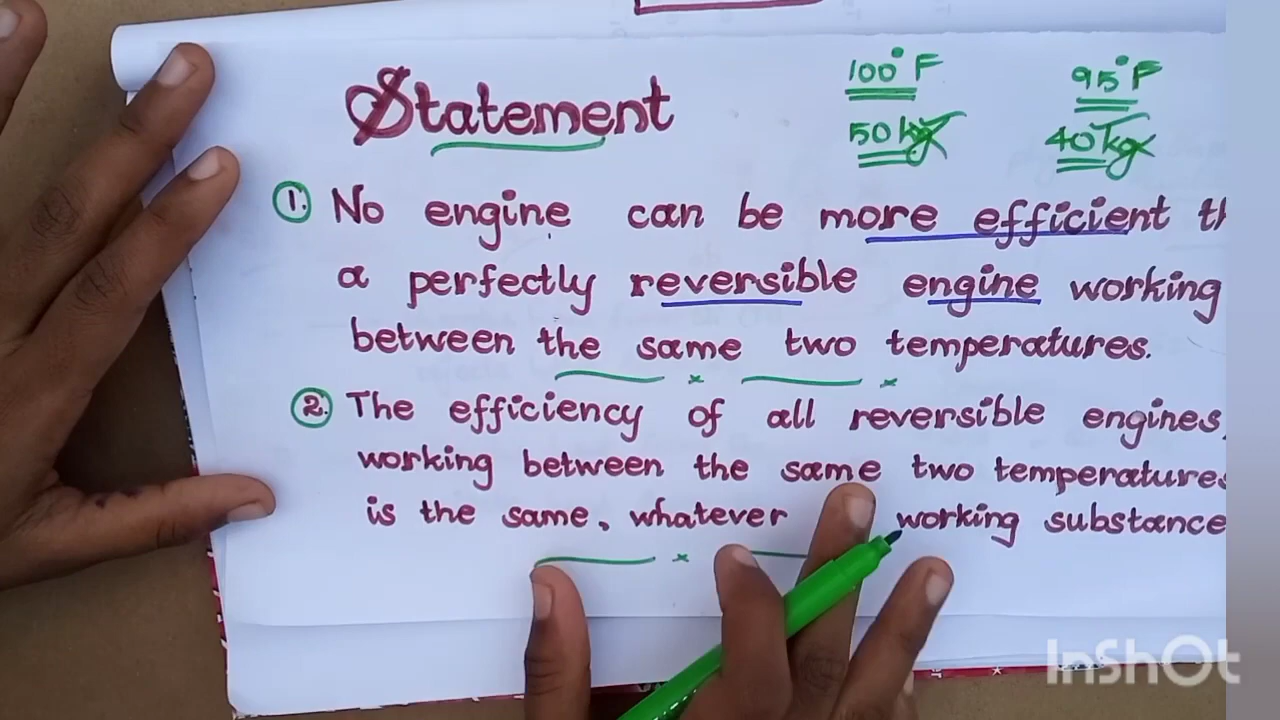 Statement
100°F 95°F
50 kg 40 kg
1. No engine can be more efficient th
a perfectly reversible engine working
between the same two temperatures.
2. The efficiency of all reversible engines,
working between the same two temperatures
is the same, whatever working substance
InShOt